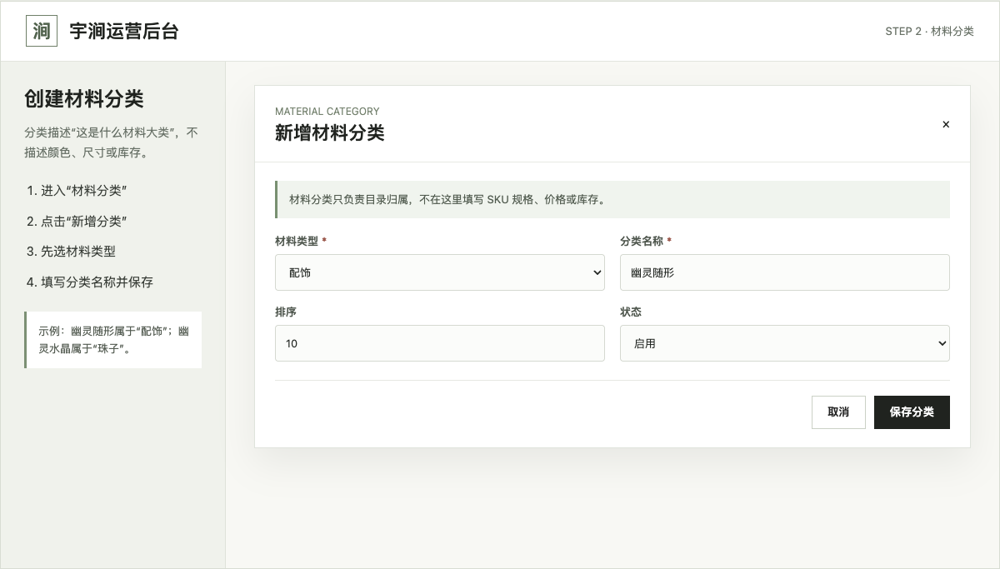 涧
宇涧运营后台
STEP 2 · 材料分类
创建材料分类
分类描述“这是什么材料大类”，不
描述颜色、尺寸或库存。
1. 进入“材料分类”
2. 点击“新增分类”
3. 先选材料类型
4. 填写分类名称并保存
示例：幽灵随形属于“配饰”；幽
灵水晶属于“珠子”。
MATERIAL CATEGORY
新增材料分类
×
材料分类只负责目录归属，不在这里填写 SKU 规格、价格或库存。
材料类型 *
配饰
分类名称 *
幽灵随形
排序
10
状态
启用
取消
保存分类